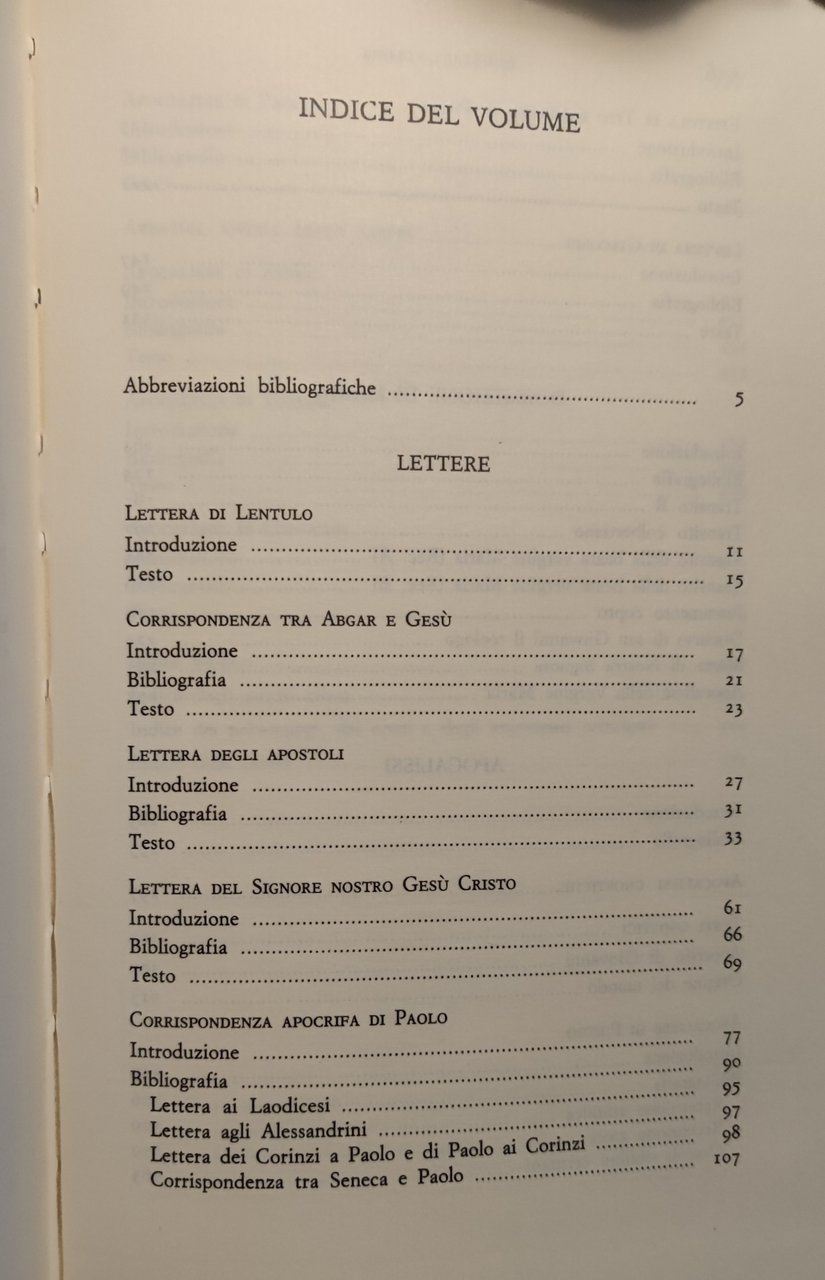 INDICE DEL VOLUME
Abbreviazioni bibliografiche ........ 5
LETTERE
LETTERA DI LENTULO
Introduzione ........ 11
Testo ........ 15
CORRISPONDENZA TRA ABGAR E GESÙ
Introduzione ........ 17
Bibliografia ........ 21
Testo ........ 23
LETTERA DEGLI APOSTOLI
Introduzione ........ 27
Bibliografia ........ 31
Testo ........ 33
LETTERA DEL SIGNORE NOSTRO GESÙ CRISTO
Introduzione ........ 61
Bibliografia ........ 66
Testo ........ 69
CORRISPONDENZA APOCRIFA DI PAOLO
Introduzione ........ 77
Bibliografia ........ 90
Lettera ai Laodicesi ........ 95
Lettera agli Alessandrini ........ 97
Lettera dei Corinzi a Paolo e di Paolo ai Corinzi ........ 98
Corrispondenza tra Seneca e Paolo ........ 107